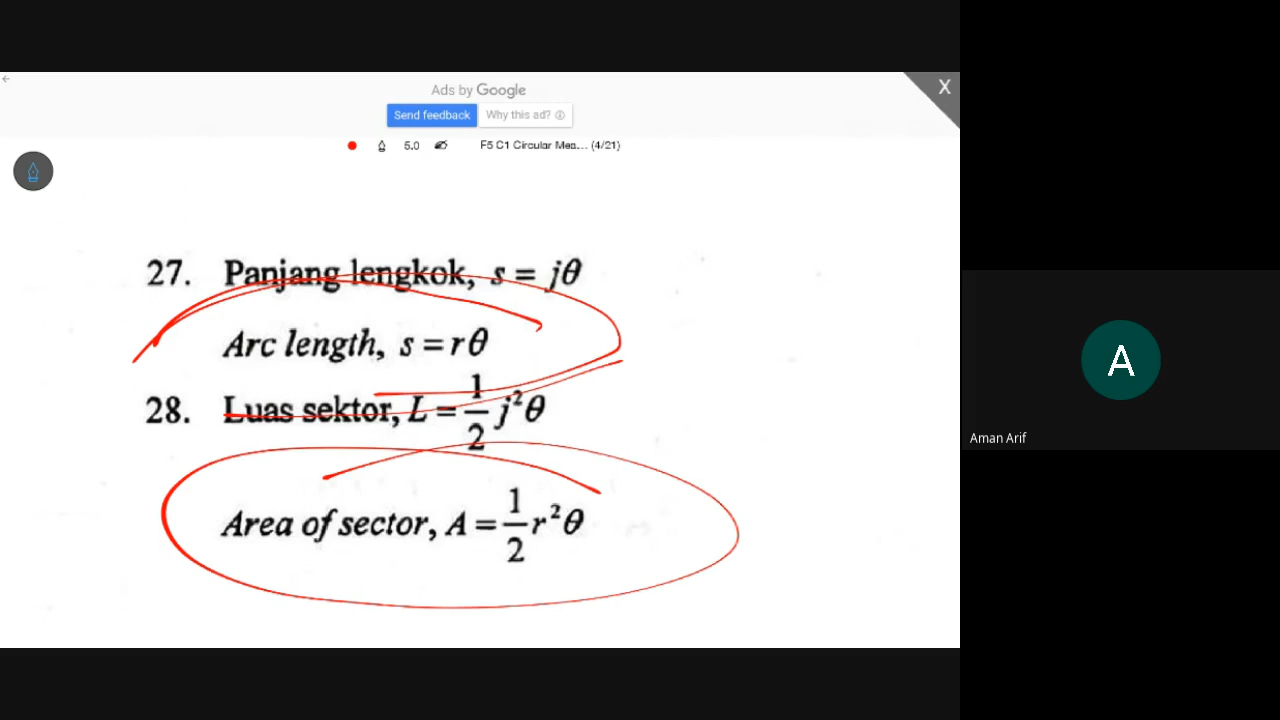 Ads by Google
Send feedback Why this ad?
5.0 F5 C1 Circular Mea... (4/21)
X
27. Panjang lengkok, s = jθ
Arc length, s = rθ
28. Luas sektor, L = 1/2 j²θ
Area of sector, A = 1/2 r²θ
A
Aman Arif